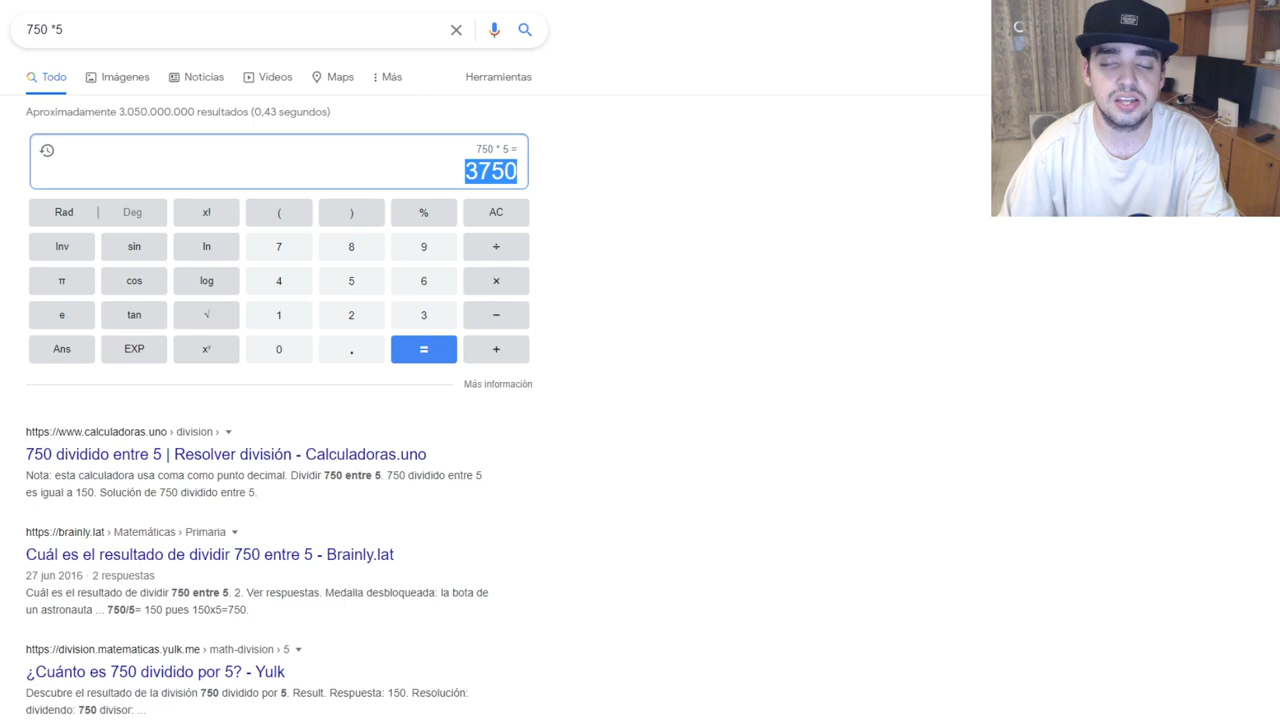 750 *5
Todo
Imágenes
Noticias
Vídeos
Maps
Más
Herramientas
Aproximadamente 3.050.000.000 resultados (0,43 segundos)
750 * 5 =
3750
Rad | Deg x! ( ) % AC
Inv sin ln 7 8 9 ÷
π cos log 4 5 6 ×
e tan √ 1 2 3 −
Ans EXP xʸ 0 . = +
Más información
https://www.calculadoras.uno › division ›
750 dividido entre 5 | Resolver división - Calculadoras.uno
Nota: esta calculadora usa coma como punto decimal. Dividir 750 entre 5. 750 dividido entre 5
es igual a 150. Solución de 750 dividido entre 5.
https://brainly.lat › Matemáticas › Primaria
Cuál es el resultado de dividir 750 entre 5 - Brainly.lat
27 jun 2016 · 2 respuestas
Cuál es el resultado de dividir 750 entre 5. 2. Ver respuestas. Medalla desbloqueada: la bota de
un astronauta ... 750/5= 150 pues 150x5=750.
https://division.matematicas.yulk.me › math-division › 5
¿Cuánto es 750 dividido por 5? - Yulk
Descubre el resultado de la división 750 dividido por 5. Result. Respuesta: 150. Resolución:
dividendo: 750 divisor: ...